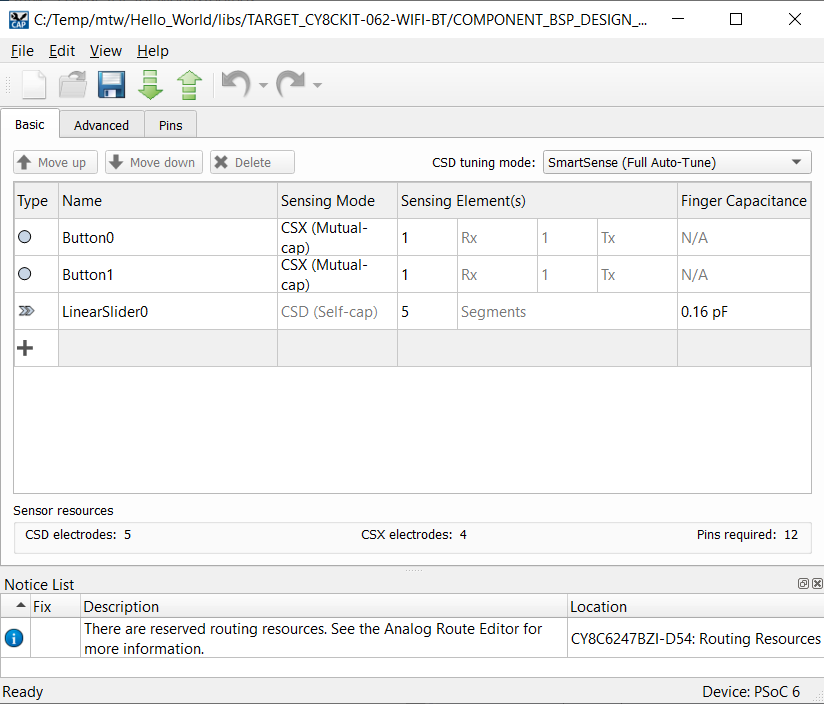 CAP
C:/Temp/mtw/Hello_World/libs/TARGET_CY8CKIT-062-WIFI-BT/COMPONENT_BSP_DESIGN_...
File Edit View Help
Basic Advanced Pins
Move up Move down Delete CSD tuning mode: SmartSense (Full Auto-Tune)
Type Name Sensing Mode Sensing Element(s) Finger Capacitance
Button0 CSX (Mutual-
cap) 1 Rx 1 Tx N/A
Button1 CSX (Mutual-
cap) 1 Rx 1 Tx N/A
LinearSlider0 CSD (Self-cap) 5 Segments 0.16 pF
Sensor resources
CSD electrodes: 5 CSX electrodes: 4 Pins required: 12
Notice List
Fix Description Location
There are reserved routing resources. See the Analog Route Editor for
more information. CY8C6247BZI-D54: Routing Resources
Ready Device: PSoC 6